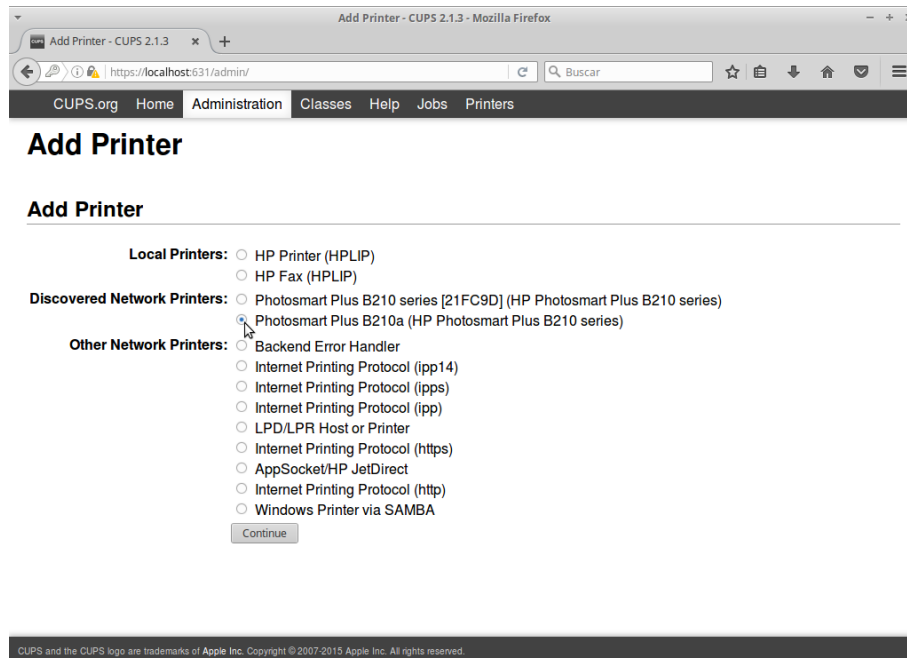 Add Printer - CUPS 2.1.3 - Mozilla Firefox
CUPS Add Printer - CUPS 2.1.3
https://localhost:631/admin/
Buscar
CUPS.org Home Administration Classes Help Jobs Printers
Add Printer
Add Printer
Local Printers: HP Printer (HPLIP)
HP Fax (HPLIP)
Discovered Network Printers: Photosmart Plus B210 series [21FC9D] (HP Photosmart Plus B210 series)
Photosmart Plus B210a (HP Photosmart Plus B210 series)
Other Network Printers: Backend Error Handler
Internet Printing Protocol (ipp14)
Internet Printing Protocol (ipps)
Internet Printing Protocol (ipp)
LPD/LPR Host or Printer
Internet Printing Protocol (https)
AppSocket/HP JetDirect
Internet Printing Protocol (http)
Windows Printer via SAMBA
Continue
CUPS and the CUPS logo are trademarks of Apple Inc. Copyright © 2007-2015 Apple Inc. All rights reserved.